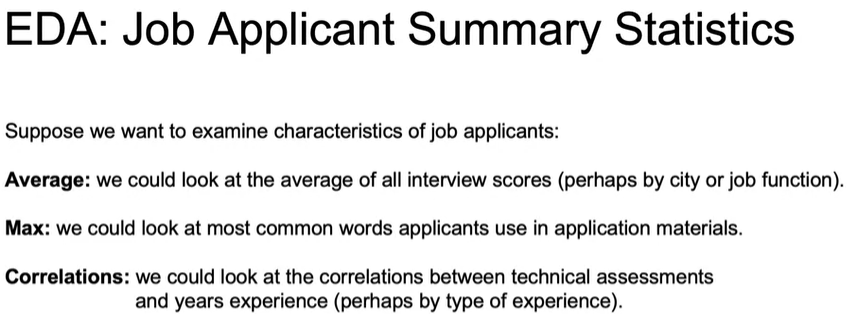 EDA: Job Applicant Summary Statistics
Suppose we want to examine characteristics of job applicants:
Average: we could look at the average of all interview scores (perhaps by city or job function).
Max: we could look at most common words applicants use in application materials.
Correlations: we could look at the correlations between technical assessments
and years experience (perhaps by type of experience).